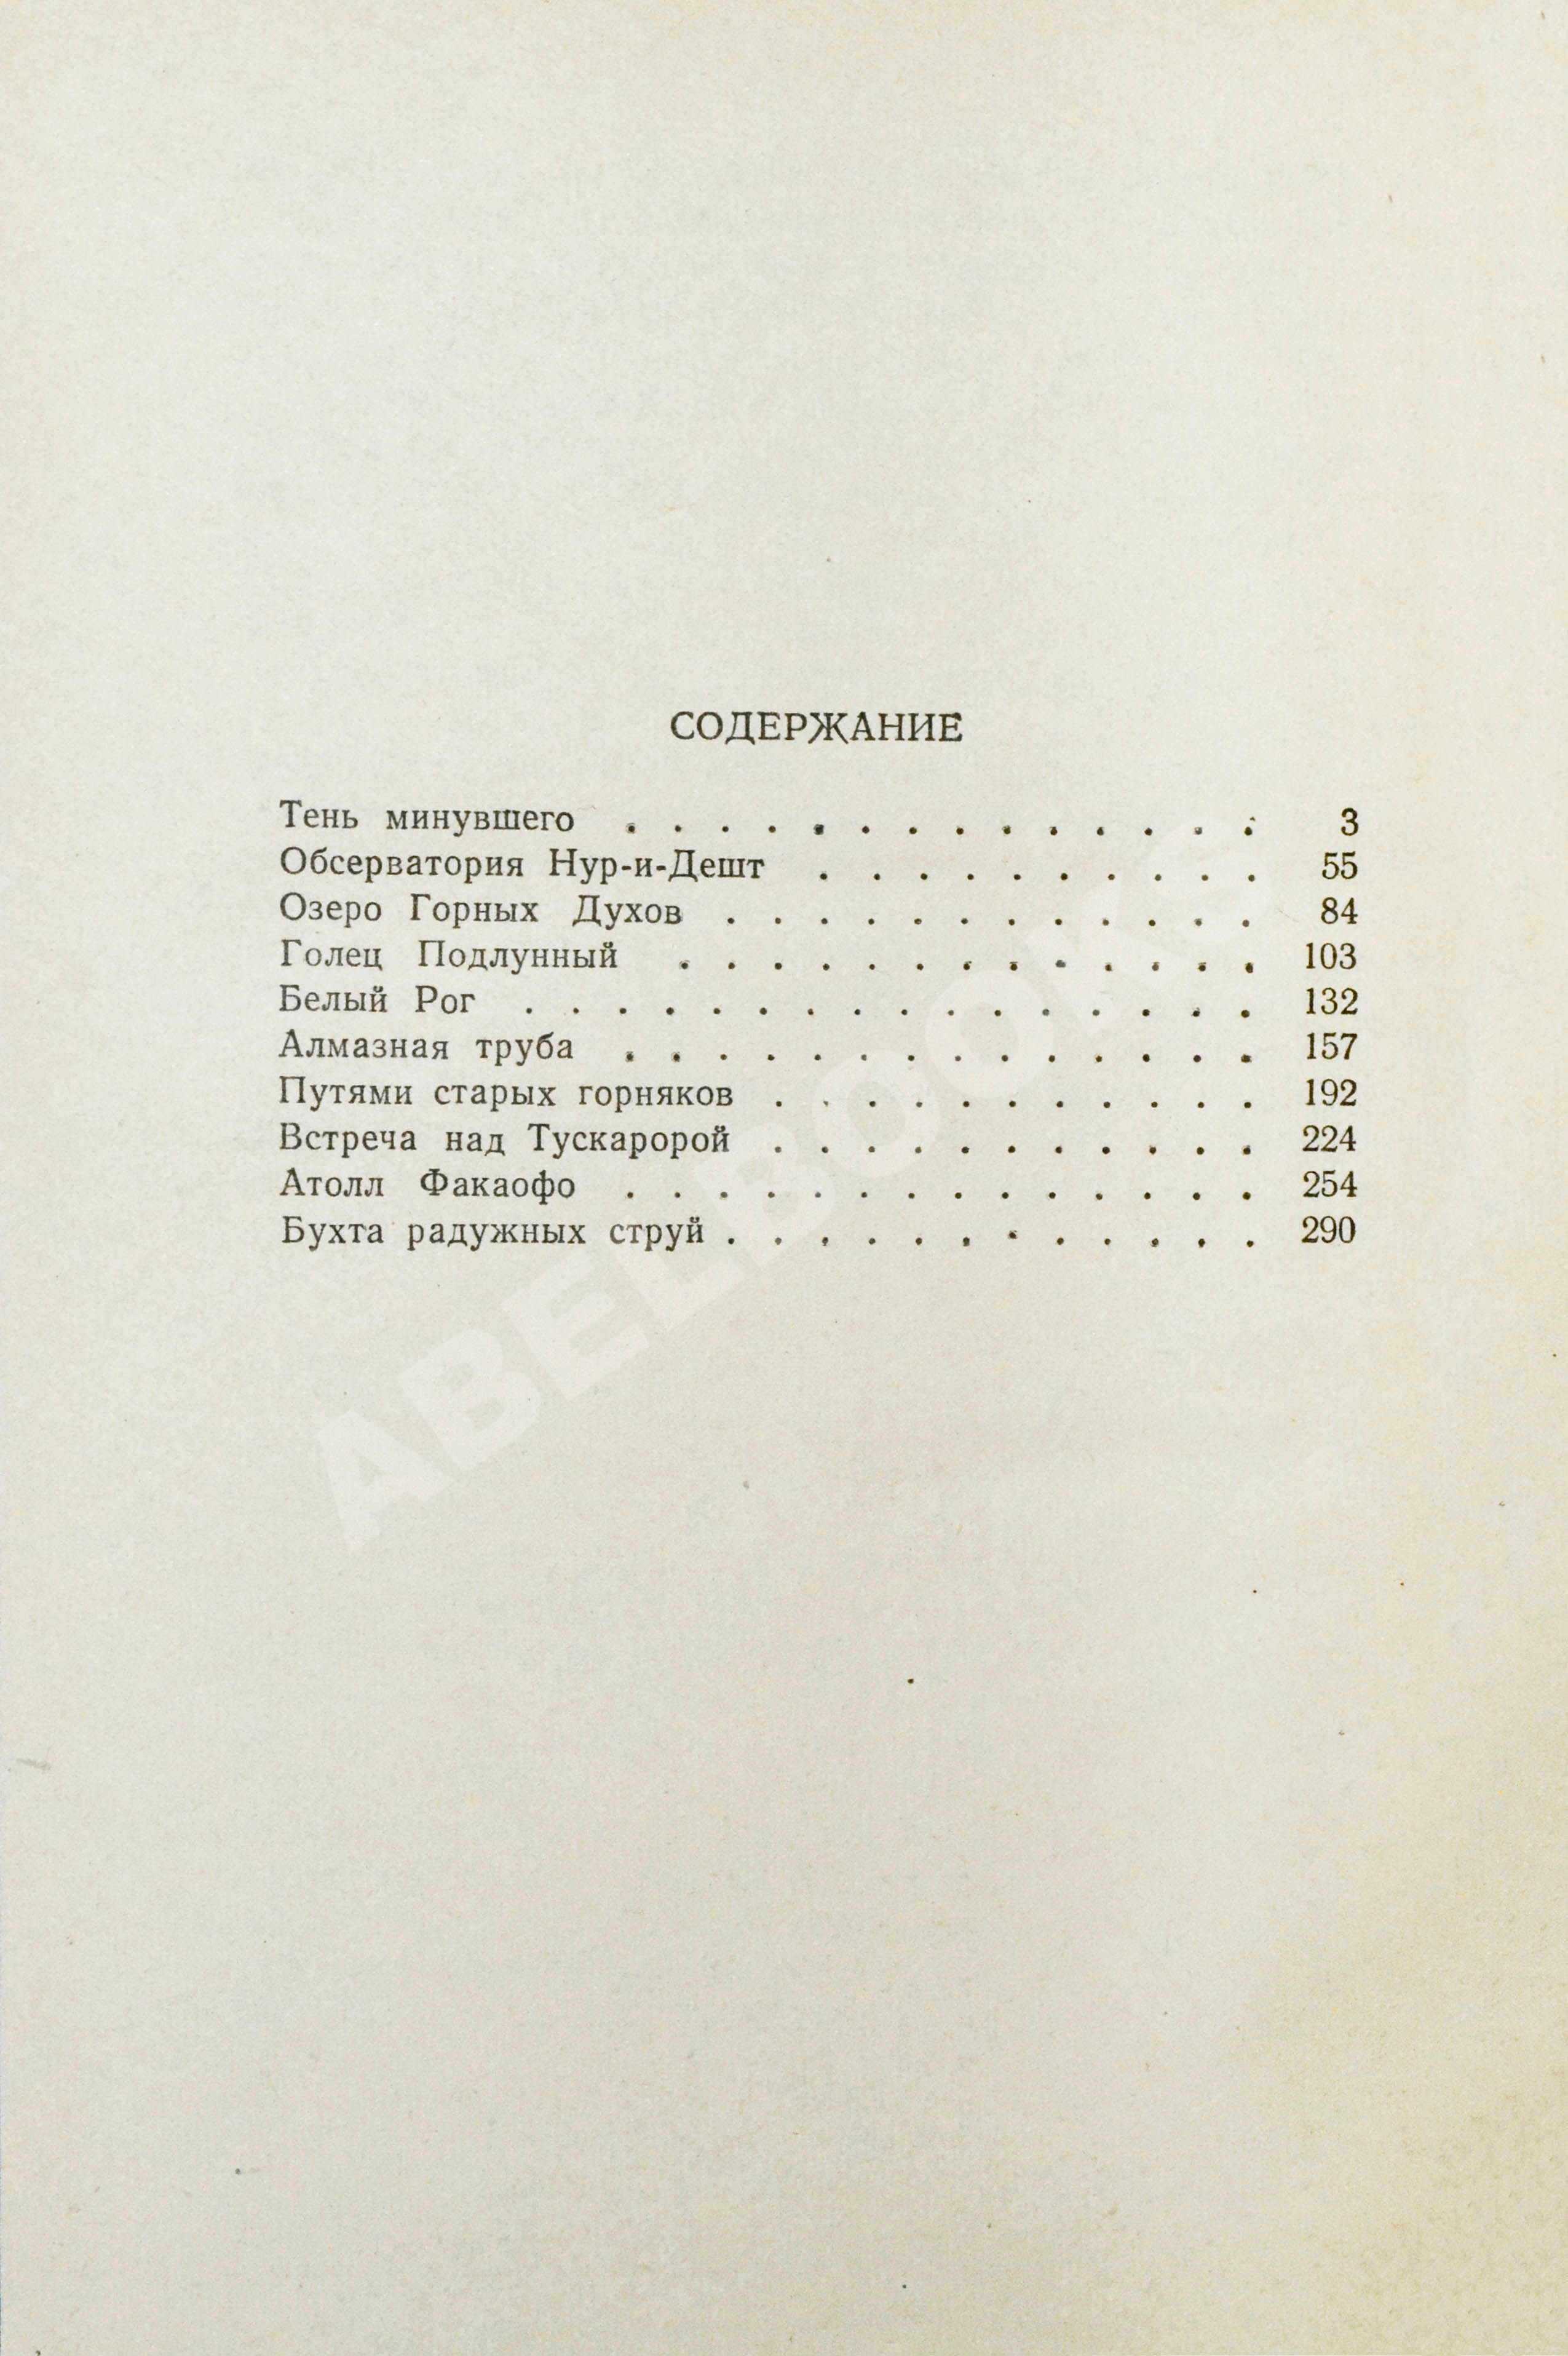 СОДЕРЖАНИЕ
Тень минувшего . . . . . . . . . . . . . . 3
Обсерватория Нур-и-Дешт . . . . . . . . . . 55
Озеро Горных Духов . . . . . . . . . . . . 84
Голец Подлунный . . . . . . . . . . . . . 103
Белый Рог . . . . . . . . . . . . . . . . 132
Алмазная труба . . . . . . . . . . . . . . 157
Путями старых горняков . . . . . . . . . . . 192
Встреча над Тускаророй . . . . . . . . . . . 224
Атолл Факаофо . . . . . . . . . . . . . . 254
Бухта радужных струй . . . . . . . . . . . . 290